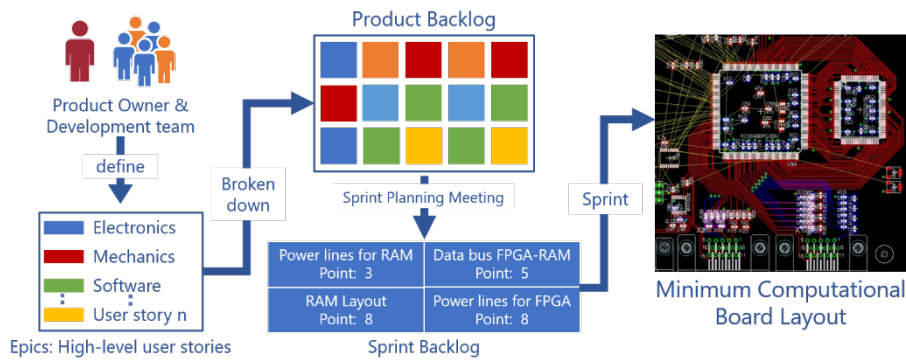 Product Owner &
Development team
define
Electronics
Mechanics
Software
User story n
Epics: High-level user stories
Broken
down
Product Backlog
Sprint Planning Meeting
Power lines for RAM
Point: 3
Data bus FPGA-RAM
Point: 5
RAM Layout
Point: 8
Power lines for FPGA
Point: 8
Sprint Backlog
Sprint
Minimum Computational
Board Layout